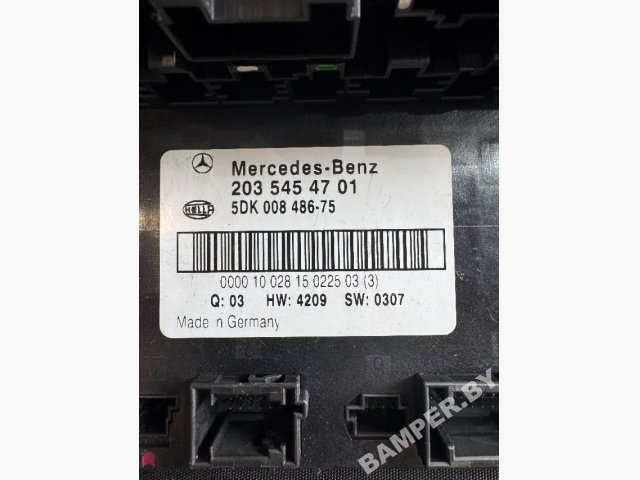 Mercedes-Benz
203 545 47 01
HELLA
5DK 008 486-75
0000 10 028 15 0225 03 (3)
Q: 03 HW: 4209 SW: 0307
Made in Germany
BAMPER.BY